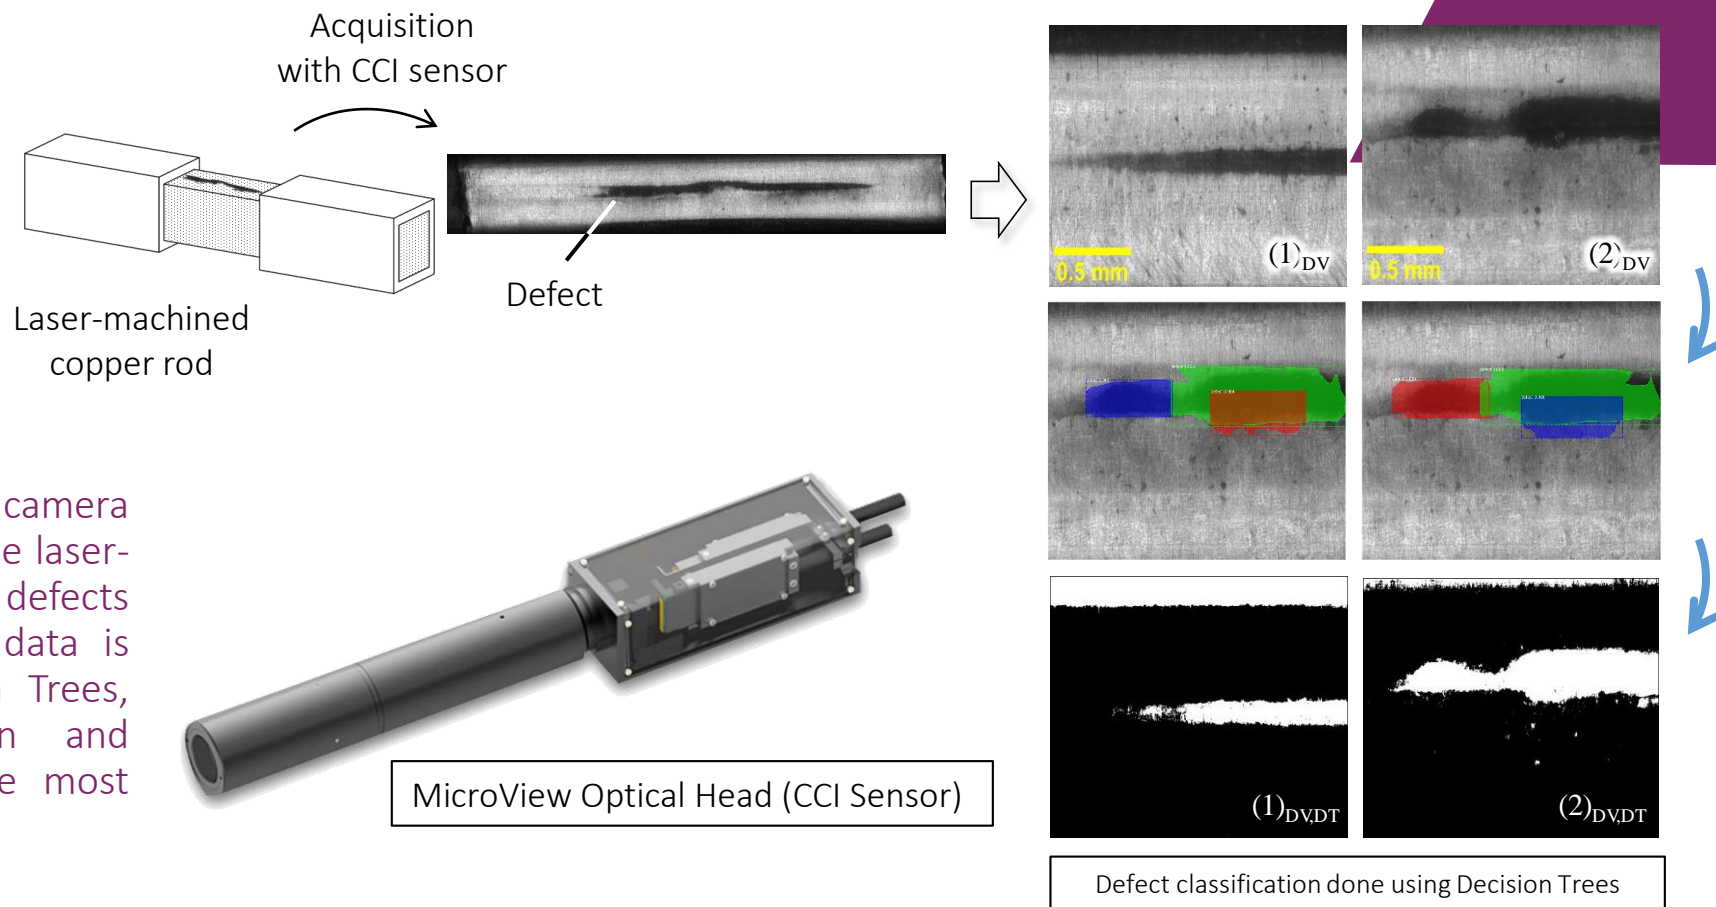 Acquisition
with CCI sensor
Laser-machined
copper rod
Defect
0.5 mm
(1)DV
0.5 mm
(2)DV
camera
e laser-
defects
data is
Trees,
n and
e most
MicroView Optical Head (CCI Sensor)
(1)DV,DT
(2)DV,DT
Defect classification done using Decision Trees